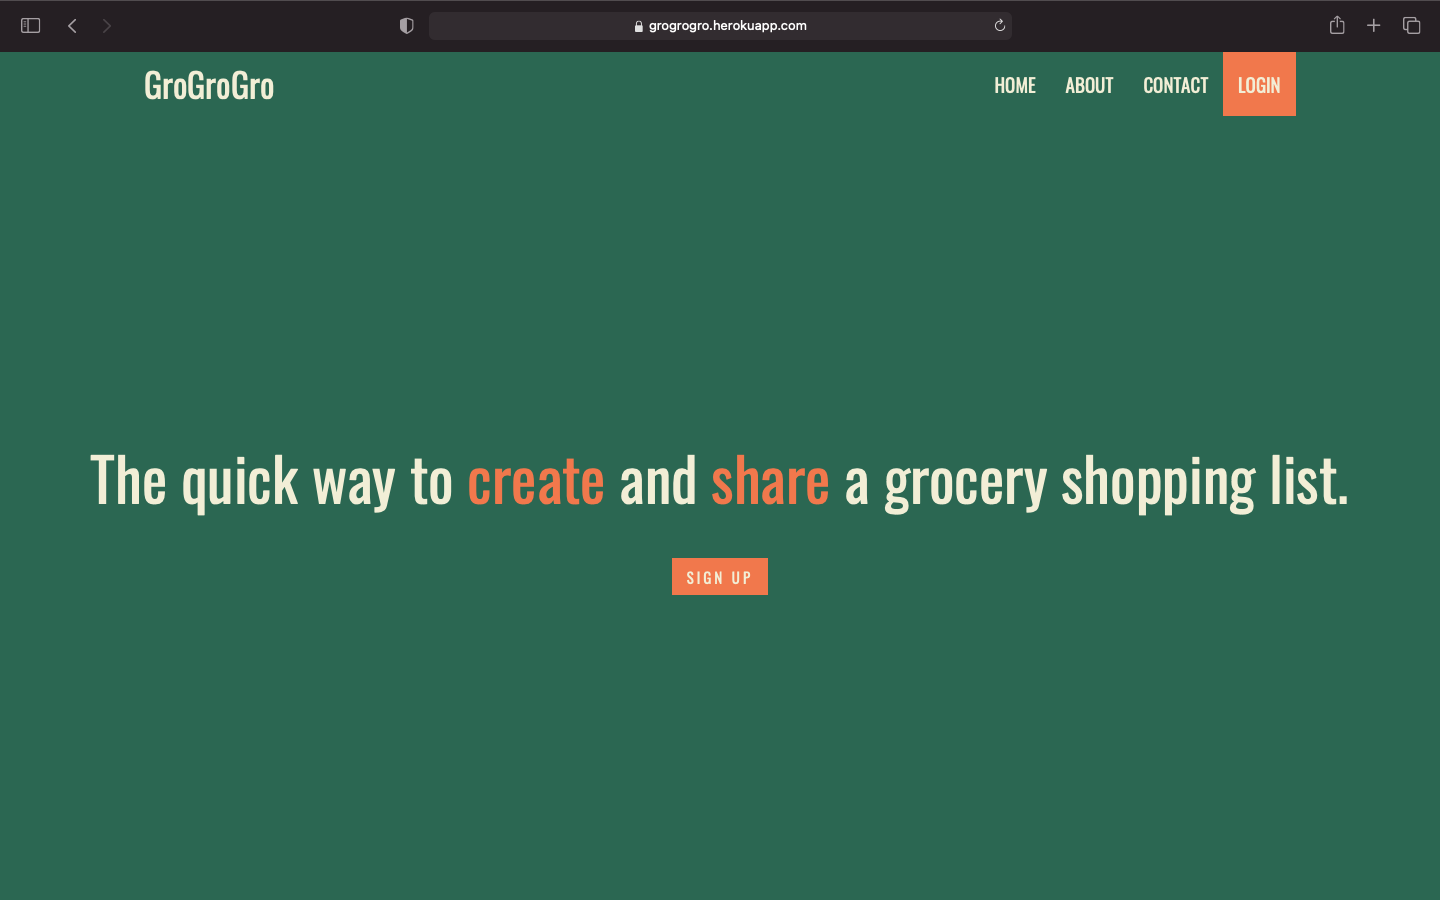 grogrogro.herokuapp.com
GroGroGro
HOME ABOUT CONTACT LOGIN
The quick way to create and share a grocery shopping list.
SIGN UP